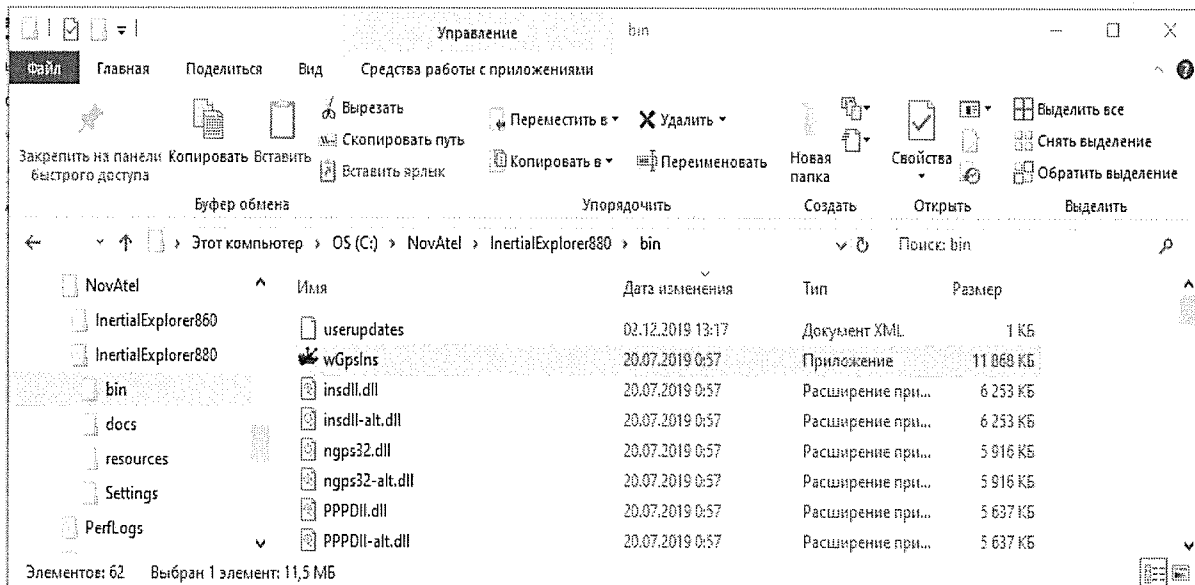 Управление bin
Файл Главная Поделиться Вид Средства работы с приложениями
Закрепить на панели быстрого доступа
Копировать
Вставить
Вырезать
Скопировать путь
Вставить ярлык
Переместить в
Копировать в
Удалить
Переименовать
Новая папка
Свойства
Выделить все
Снять выделение
Обратить выделение
Буфер обмена Упорядочить Создать Открыть Выделить
Этот компьютер > OS (C:) > NovAtel > InertialExplorer880 > bin Поиск: bin
NovAtel
InertialExplorer860
InertialExplorer880
bin
docs
resources
Settings
PerfLogs
Имя Дата изменения Тип Размер
userupdates 02.12.2019 13:17 Документ XML 1 КБ
wGpsIns 20.07.2019 0:57 Приложение 11 868 КБ
insdll.dll 20.07.2019 0:57 Расширение при... 6 253 КБ
insdll-alt.dll 20.07.2019 0:57 Расширение при... 6 253 КБ
ngps32.dll 20.07.2019 0:57 Расширение при... 5 916 КБ
ngps32-alt.dll 20.07.2019 0:57 Расширение при... 5 916 КБ
PPPDll.dll 20.07.2019 0:57 Расширение при... 5 637 КБ
PPPDll-alt.dll 20.07.2019 0:57 Расширение при... 5 637 КБ
Элементов: 62 Выбран 1 элемент: 11,5 МБ